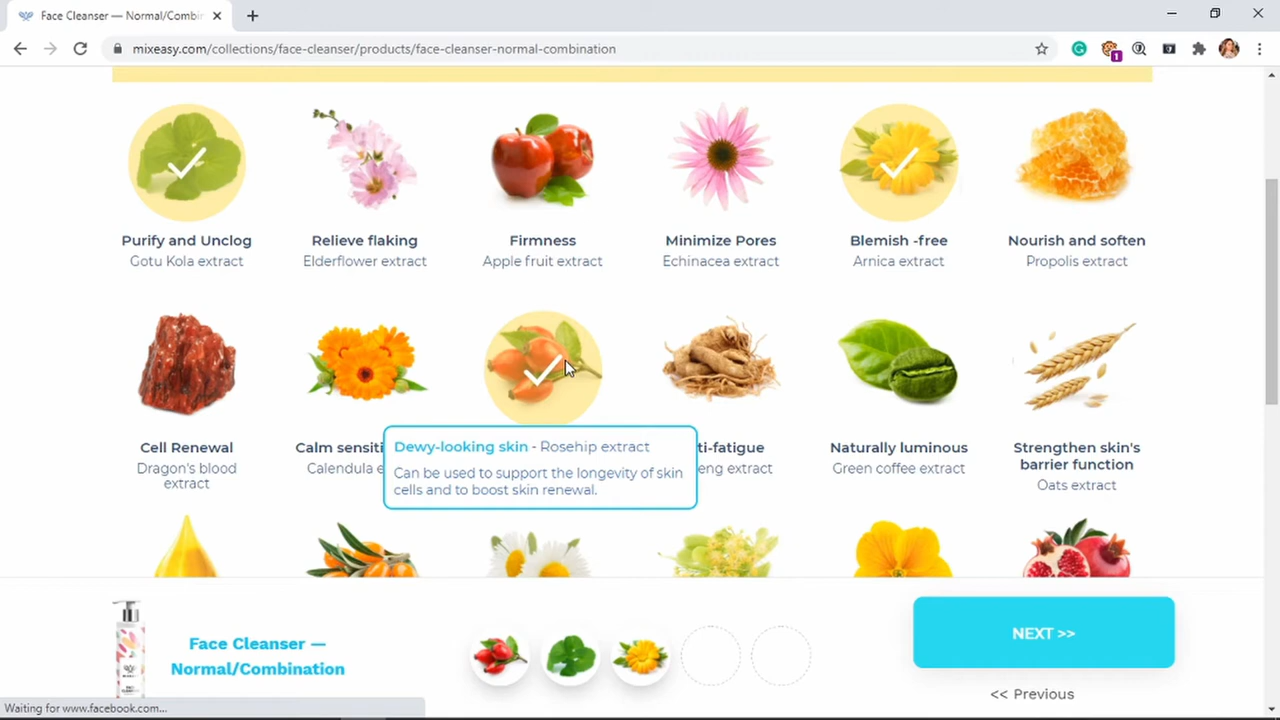 Face Cleanser — Normal/Combin
mixeasy.com/collections/face-cleanser/products/face-cleanser-normal-combination
1
Purify and Unclog
Gotu Kola extract
Relieve flaking
Elderflower extract
Firmness
Apple fruit extract
Minimize Pores
Echinacea extract
Blemish -free
Arnica extract
Nourish and soften
Propolis extract
Cell Renewal
Dragon's blood
extract
Calm sensiti
Calendula e
Dewy-looking skin - Rosehip extract
Can be used to support the longevity of skin
cells and to boost skin renewal.
ti-fatigue
eng extract
Naturally luminous
Green coffee extract
Strengthen skin's
barrier function
Oats extract
Face Cleanser —
Normal/Combination
NEXT >>
<< Previous
Waiting for www.facebook.com...